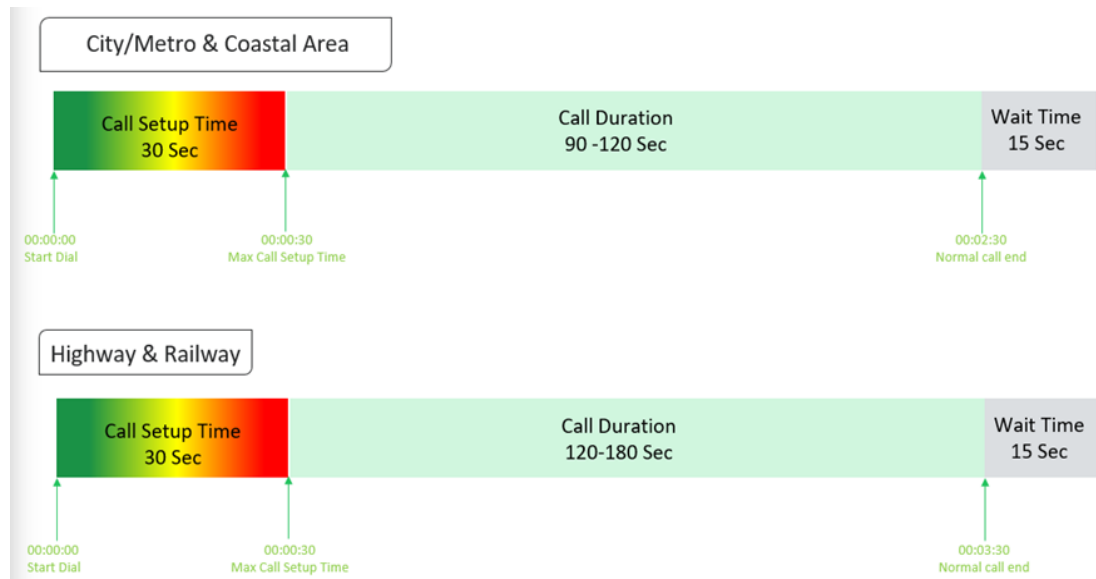 City/Metro & Coastal Area
Call Setup Time
30 Sec
Call Duration
90 -120 Sec
Wait Time
15 Sec
00:00:00
Start Dial
00:00:30
Max Call Setup Time
00:02:30
Normal call end
Highway & Railway
Call Setup Time
30 Sec
Call Duration
120-180 Sec
Wait Time
15 Sec
00:00:00
Start Dial
00:00:30
Max Call Setup Time
00:03:30
Normal call end